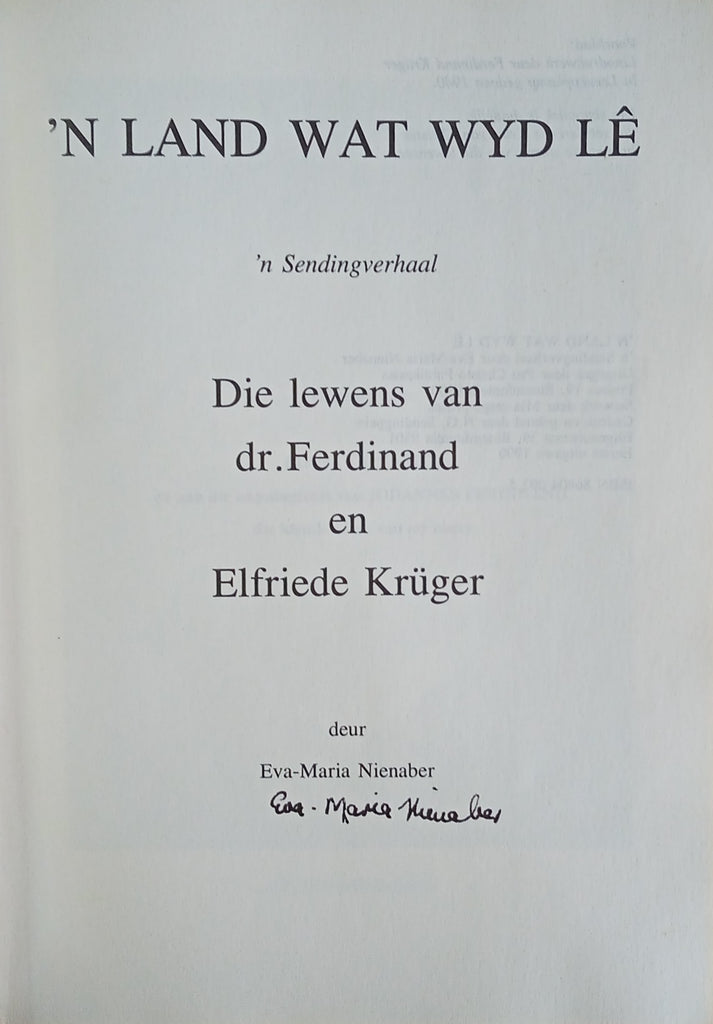 'N LAND WAT WYD LÊ
'n Sendingverhaal
Die lewens van
dr.Ferdinand
en
Elfriede Krüger
deur
Eva-Maria Nienaber
Eva-Maria Nienaber